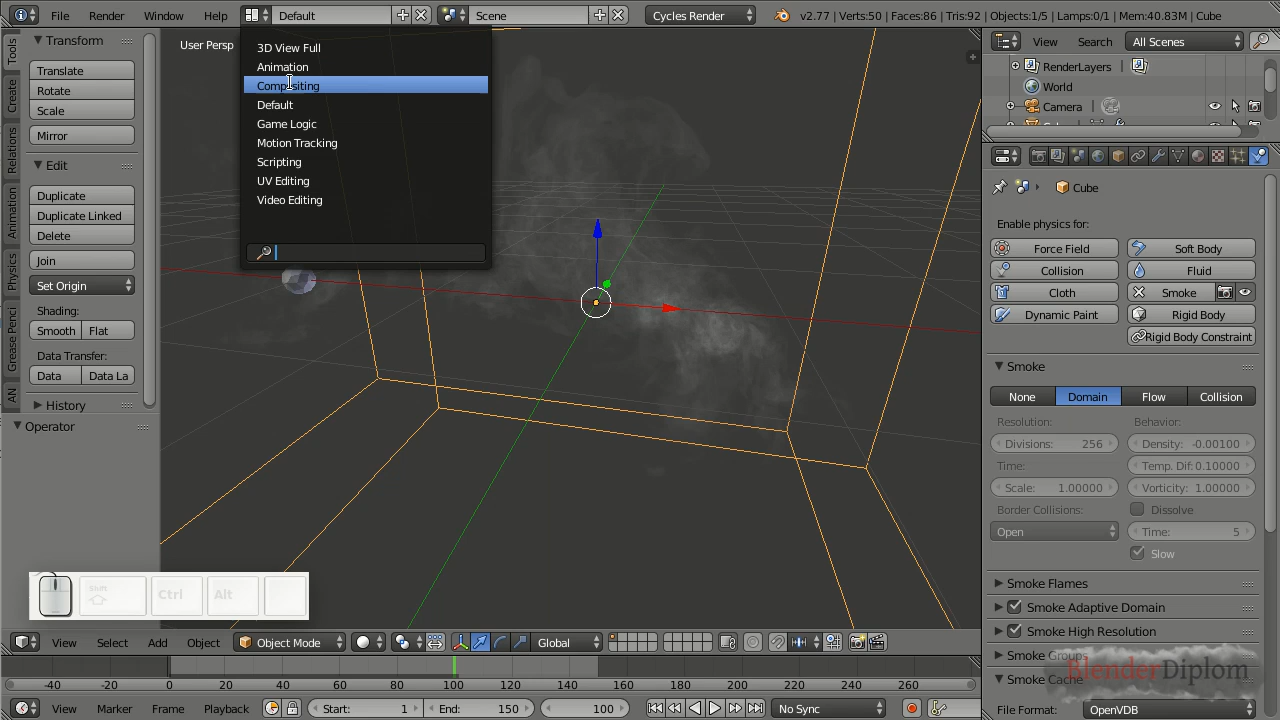 File Render Window Help Default Scene Cycles Render v2.77 | Verts:50 | Faces:86 | Tris:92 | Objects:1/5 | Lamps:0/1 | Mem:40.83M | Cube
Tools
Create
Relations
Animation
Physics
Grease Penci
AN
Transform
Translate
Rotate
Scale
Mirror
Edit
Duplicate
Duplicate Linked
Delete
Join
Set Origin
Shading:
Smooth Flat
Data Transfer:
Data Data La
History
Operator
User Persp
3D View Full
Animation
Compositing
Default
Game Logic
Motion Tracking
Scripting
UV Editing
Video Editing
Shift Ctrl Alt
View Select Add Object Object Mode Global
-40 -20 0 20 40 60 80 100 120 140 160 180 200 220 240 260
View Marker Frame Playback Start: 1 End: 150 100 No Sync
View Search All Scenes
RenderLayers
World
Camera
Cube
Enable physics for:
Force Field Soft Body
Collision Fluid
Cloth Smoke
Dynamic Paint Rigid Body
Rigid Body Constraint
Smoke
None Domain Flow Collision
Resolution: Behavior:
Divisions: 256 Density: -0.00100
Time: Temp. Dif: 0.10000
Scale: 1.00000 Vorticity: 1.00000
Border Collisions: Dissolve
Open Time: 5
Slow
Smoke Flames
Smoke Adaptive Domain
Smoke High Resolution
Smoke Groups
BlenderDiplom
Smoke Cache
File Format: OpenVDB